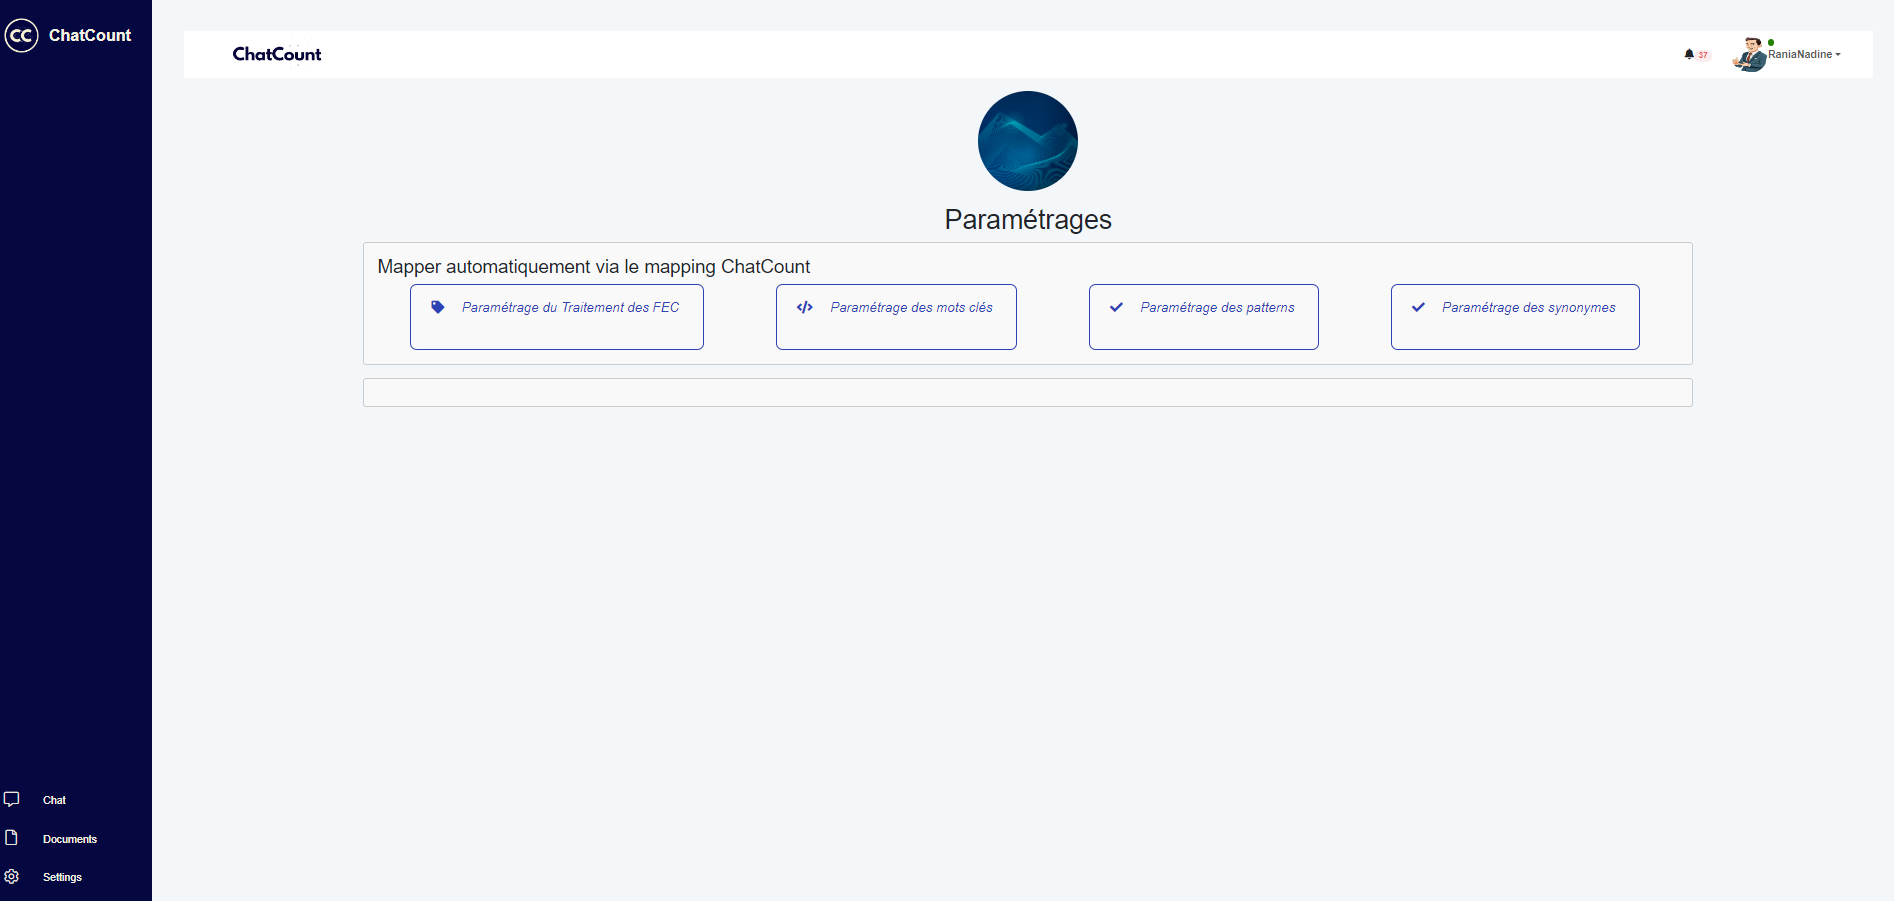 CC ChatCount
ChatCount
37
RaniaNadine
Paramétrages
Mapper automatiquement via le mapping ChatCount
Paramétrage du Traitement des FEC
Paramétrage des mots clés
Paramétrage des patterns
Paramétrage des synonymes
Chat
Documents
Settings